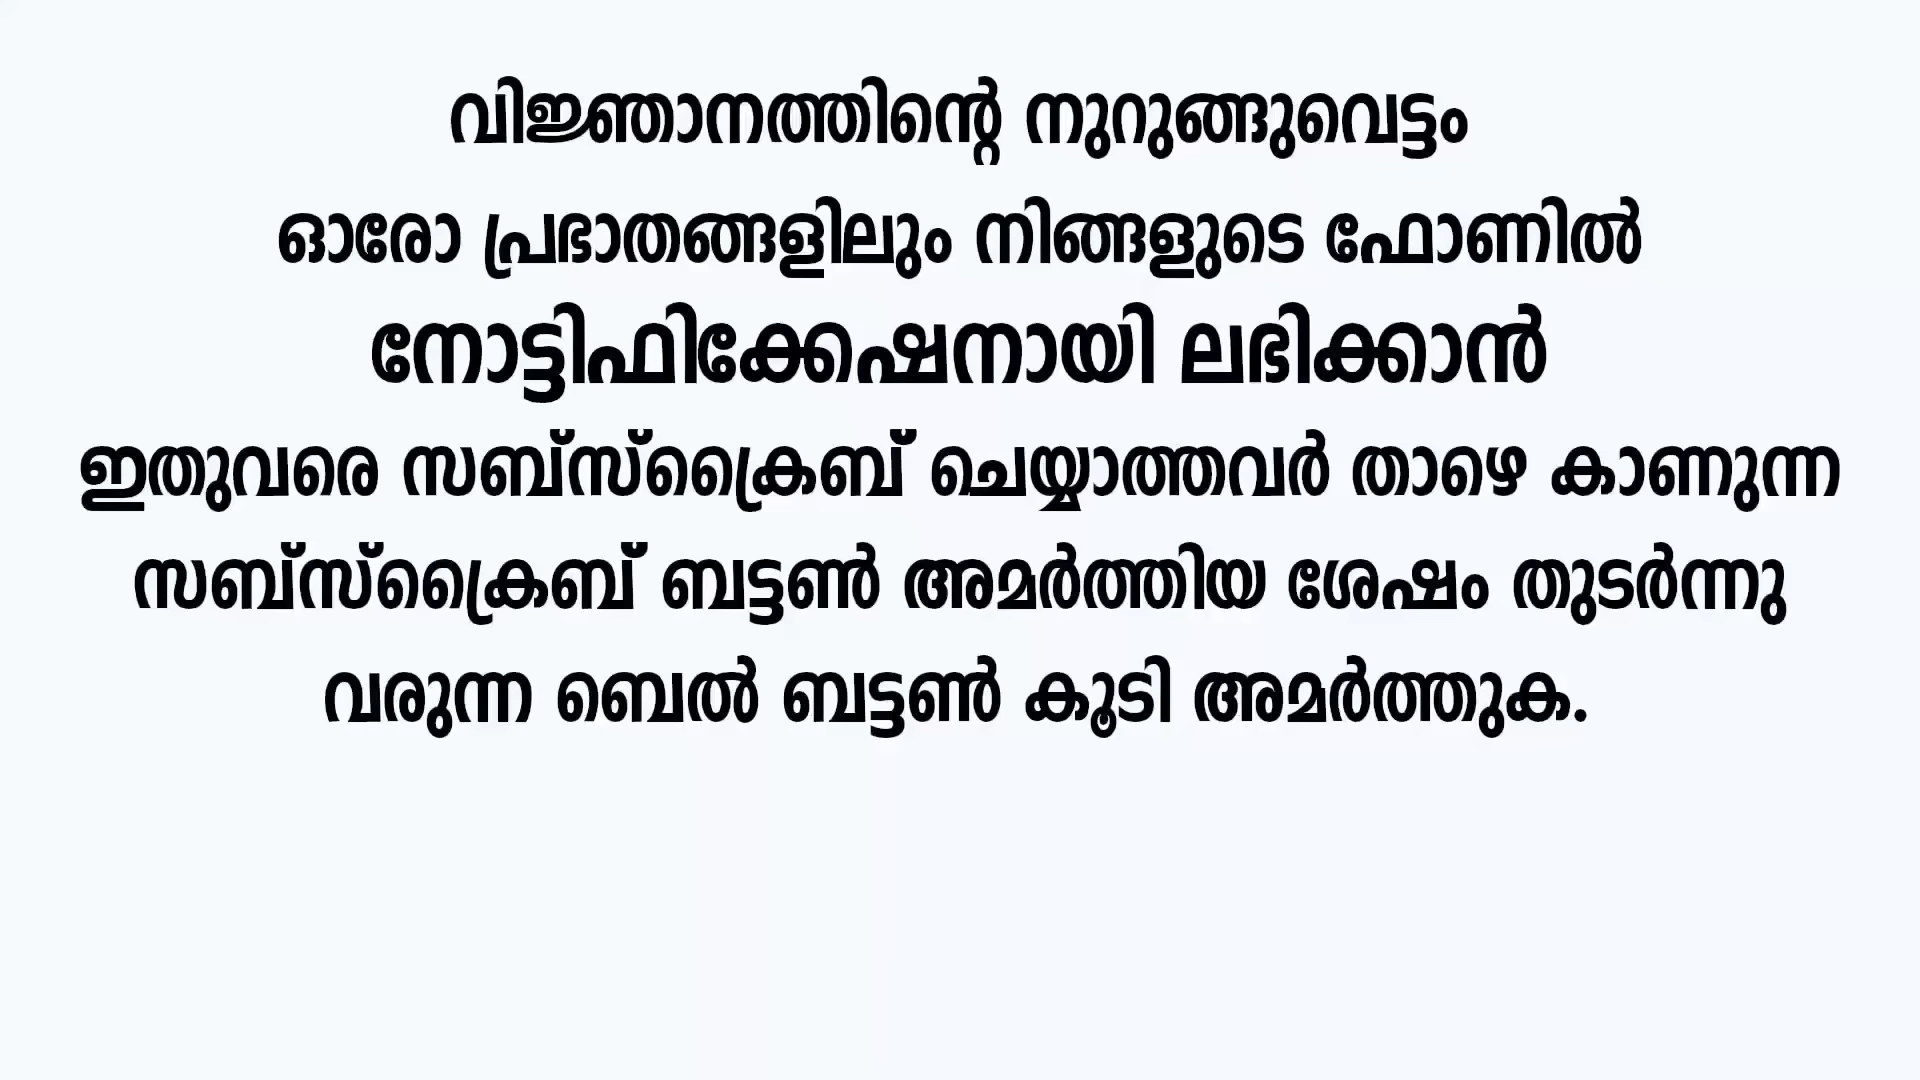 വിജ്ഞാനത്തിന്റെ നുറുങ്ങുവെട്ടം
ഓരോ പ്രഭാതങ്ങളിലും നിങ്ങളുടെ ഫോണിൽ
നോട്ടിഫിക്കേഷനായി ലഭിക്കാൻ
ഇതുവരെ സബ്സ്ക്രൈബ് ചെയ്യാത്തവർ താഴെ കാണുന്ന
സബ്സ്ക്രൈബ് ബട്ടൺ അമർത്തിയ ശേഷം തുടർന്നു
വരുന്ന ബെൽ ബട്ടൺ കൂടി അമർത്തുക.